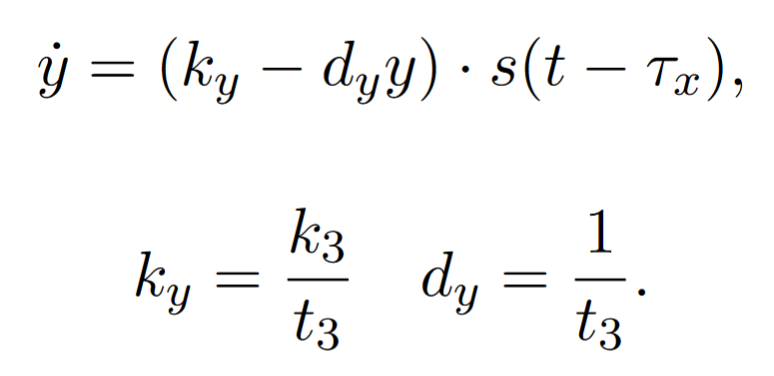 ẏ = (k_y − d_y y) · s(t − τ_x),
k_y = k_3/t_3  d_y = 1/t_3.